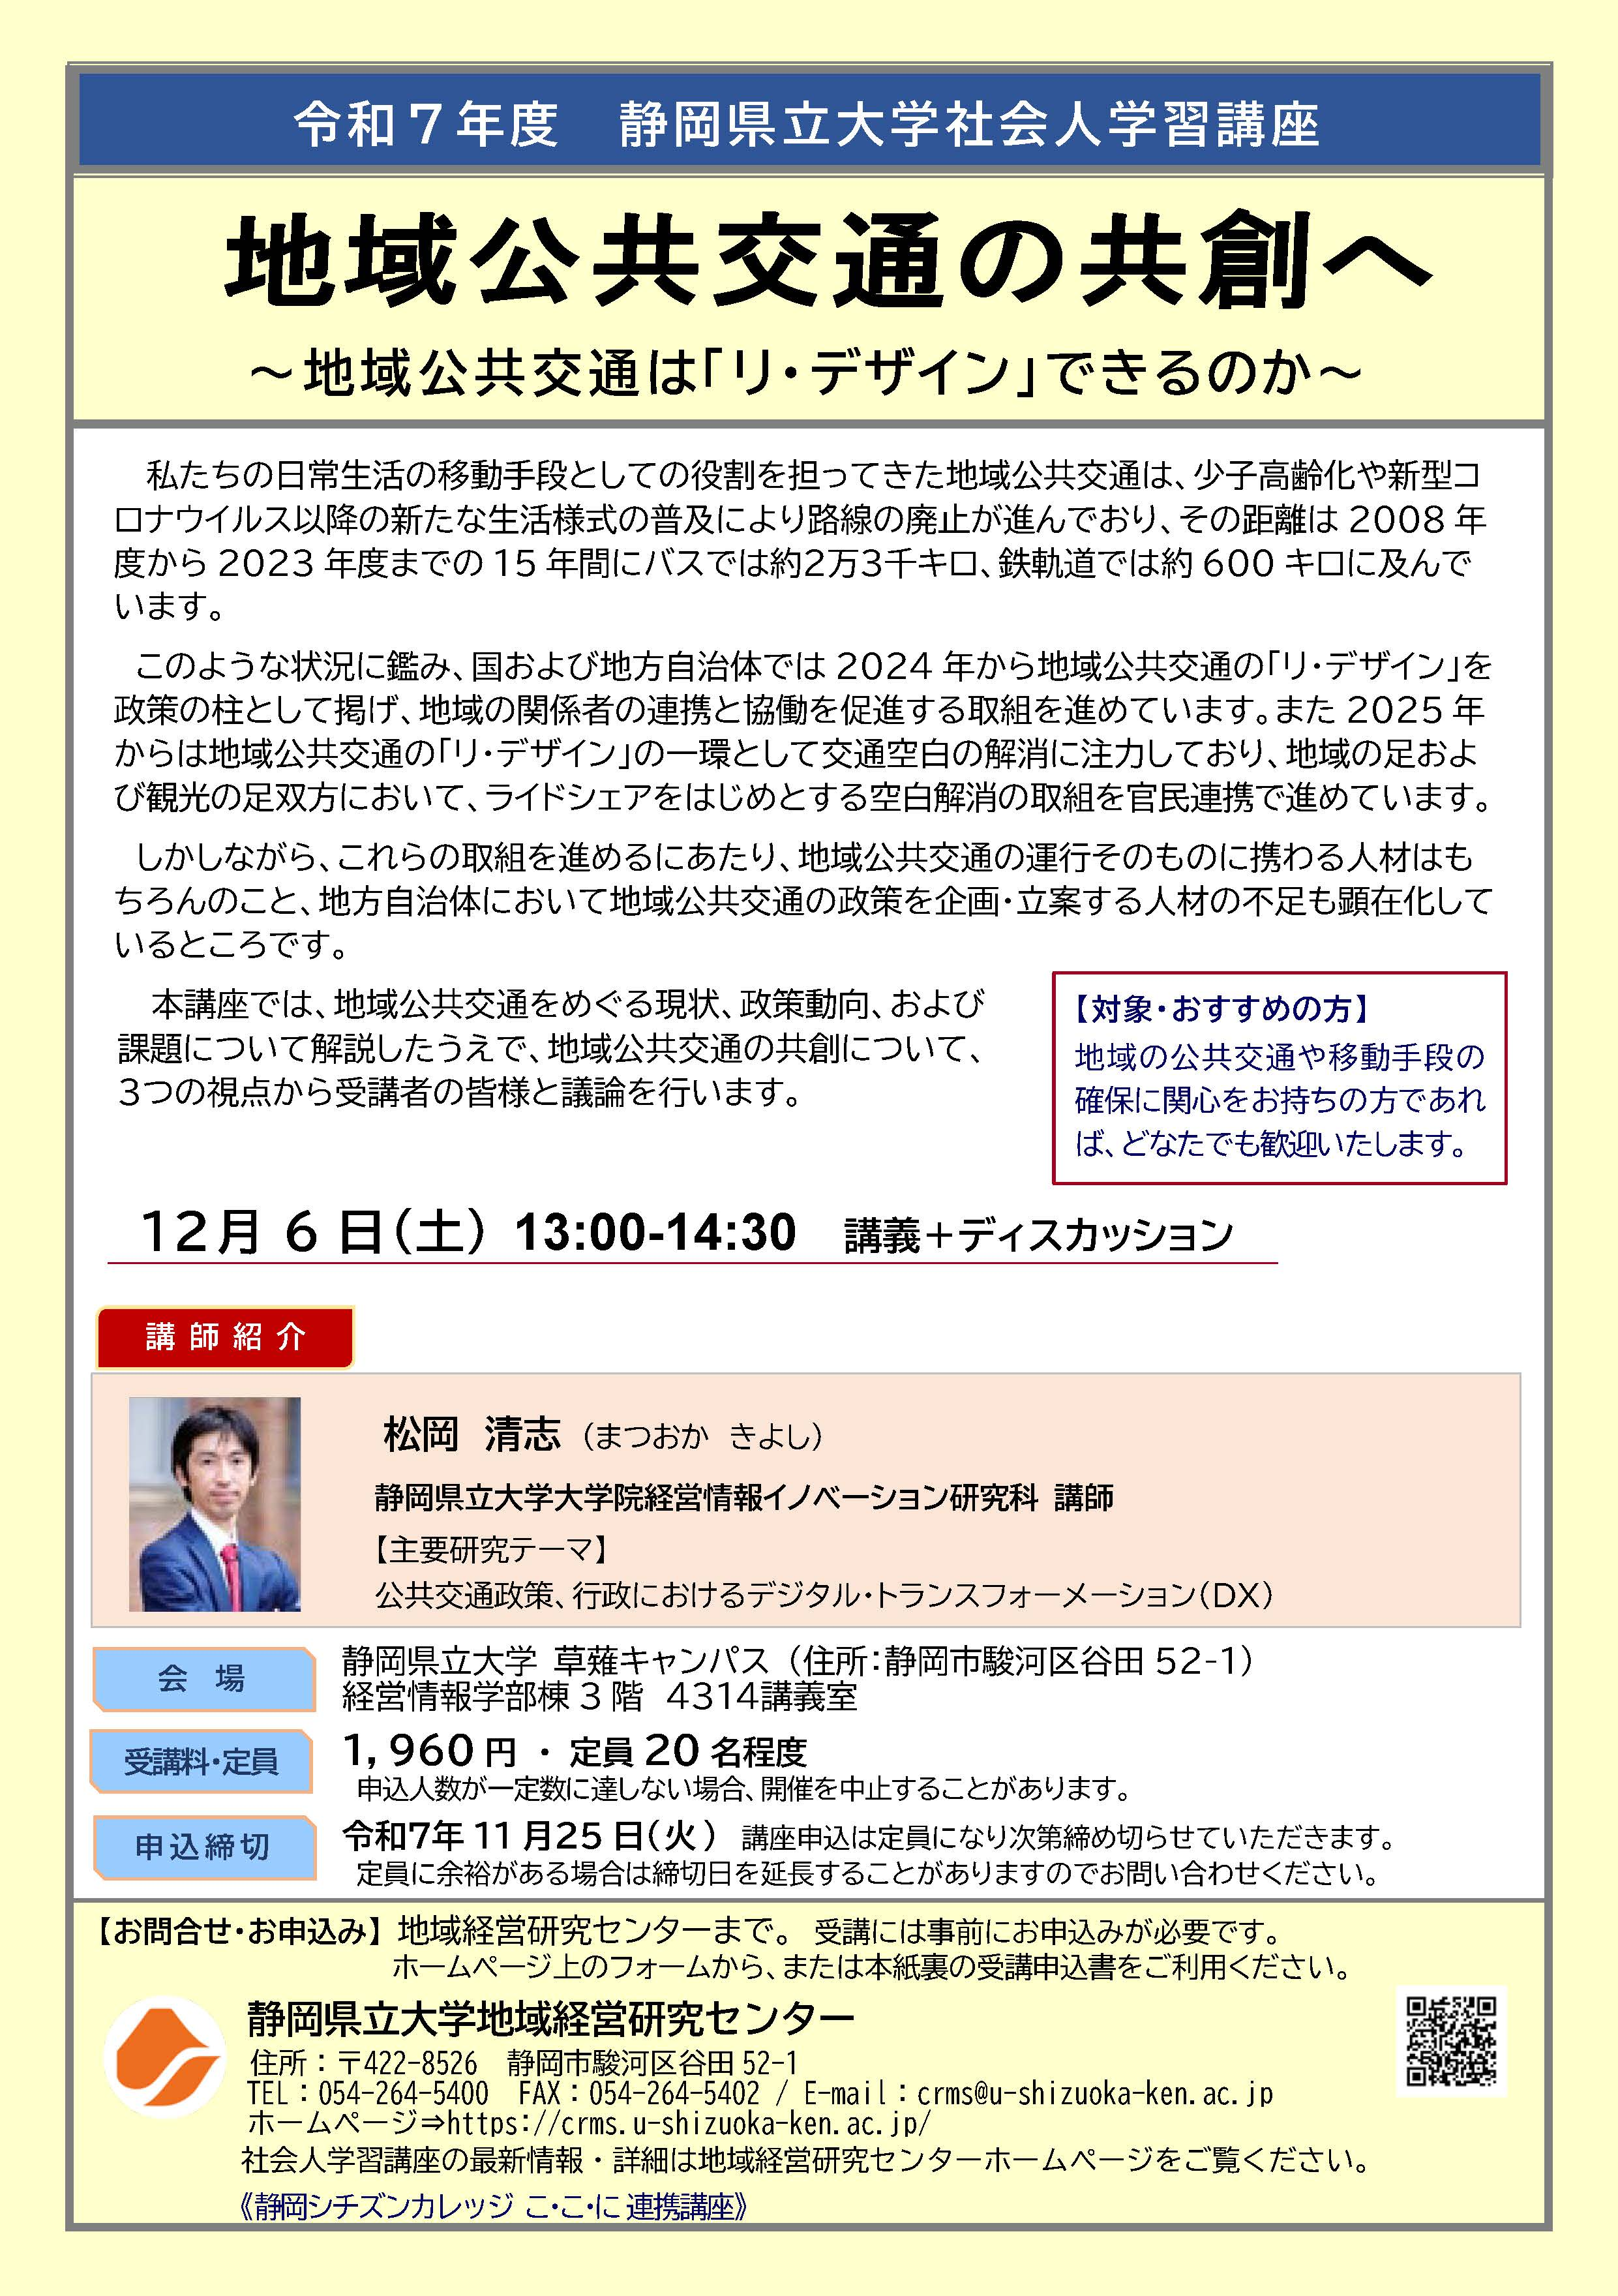 令和７年度　静岡県立大学社会人学習講座
地域公共交通の共創へ
～地域公共交通は「リ・デザイン」できるのか～
私たちの日常生活の移動手段としての役割を担ってきた地域公共交通は、少子高齢化や新型コ
ロナウイルス以降の新たな生活様式の普及により路線の廃止が進んでおり、その距離は 2008 年
度から 2023 年度までの 15 年間にバスでは約2万3千キロ、鉄軌道では約 600 キロに及んで
います。
このような状況に鑑み、国および地方自治体では 2024 年から地域公共交通の「リ・デザイン」を
政策の柱として掲げ、地域の関係者の連携と協働を促進する取組を進めています。また 2025 年
からは地域公共交通の「リ・デザイン」の一環として交通空白の解消に注力しており、地域の足およ
び観光の足双方において、ライドシェアをはじめとする空白解消の取組を官民連携で進めています。
しかしながら、これらの取組を進めるにあたり、地域公共交通の運行そのものに携わる人材はも
ちろんのこと、地方自治体において地域公共交通の政策を企画・立案する人材の不足も顕在化して
いるところです。
本講座では、地域公共交通をめぐる現状、政策動向、および
課題について解説したうえで、地域公共交通の共創について、
3つの視点から受講者の皆様と議論を行います。
【対象・おすすめの方】
地域の公共交通や移動手段の
確保に関心をお持ちの方であれ
ば、どなたでも歓迎いたします。
12月 6 日（土） 13:00-14:30　講義＋ディスカッション
講師紹介
松岡　清志 （まつおか　きよし）
静岡県立大学大学院経営情報イノベーション研究科 講師
【主要研究テーマ】
公共交通政策、行政におけるデジタル・トランスフォーメーション（DX）
会　場
静岡県立大学 草薙キャンパス （住所：静岡市駿河区谷田 52-1）
経営情報学部棟 3 階　4314講義室
受講料・定員
1，960 円 ・ 定員 20 名程度
申込人数が一定数に達しない場合、開催を中止することがあります。
申込締切
令和7年 11 月25 日（火） 講座申込は定員になり次第締め切らせていただきます。
定員に余裕がある場合は締切日を延長することがありますのでお問い合わせください。
【お問合せ・お申込み】 地域経営研究センターまで。 受講には事前にお申込みが必要です。
ホームページ上のフォームから、または本紙裏の受講申込書をご利用ください。
静岡県立大学地域経営研究センター
住所：〒422-8526　静岡市駿河区谷田 52-1
TEL：054-264-5400　FAX：054-264-5402 / E-mail：crms@u-shizuoka-ken.ac.jp
ホームページ⇒https://crms.u-shizuoka-ken.ac.jp/
社会人学習講座の最新情報・詳細は地域経営研究センターホームページをご覧ください。
《静岡シチズンカレッジ こ・こ・に 連携講座》